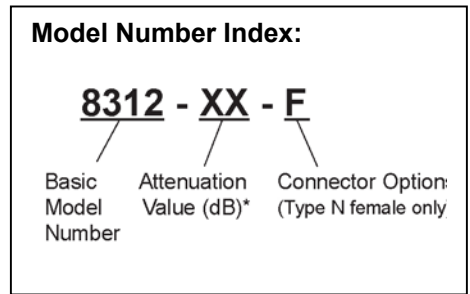 Model Number Index:
8312 - XX - F
Basic Attenuation Connector Option
Model Value (dB)* (Type N female only
Number